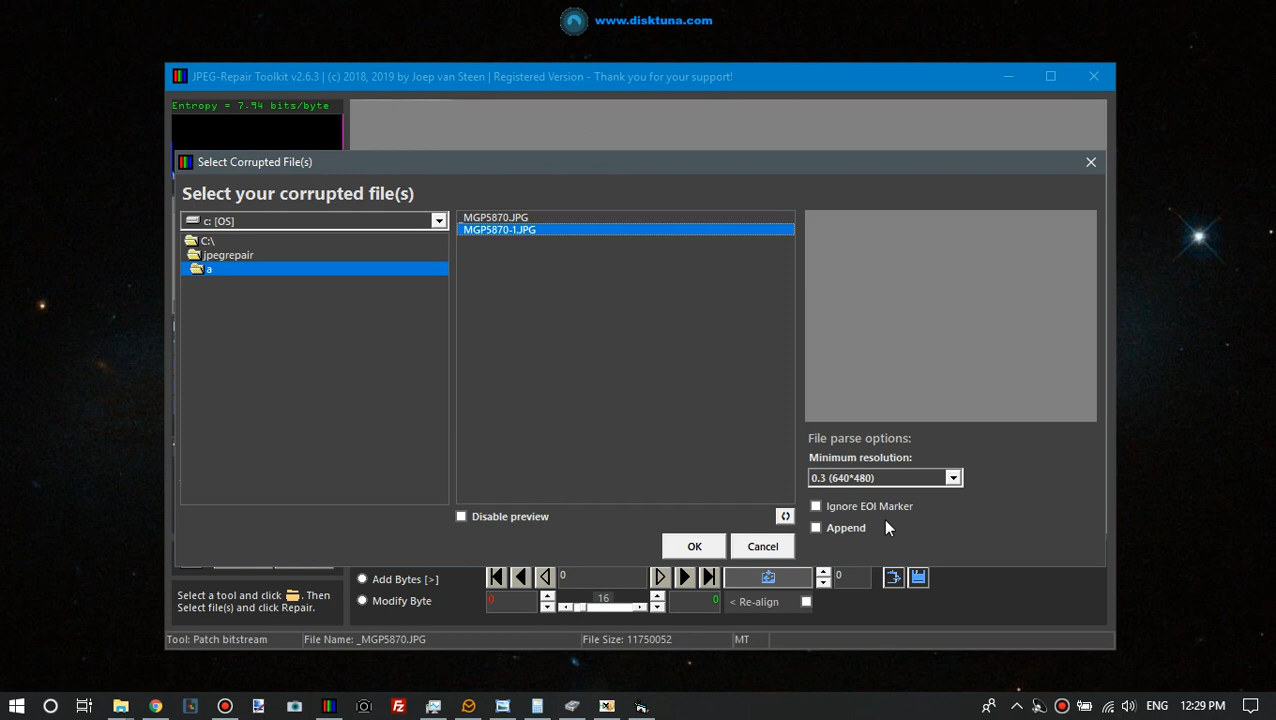 www.disktuna.com
JPEG-Repair Toolkit v2.6.3 | (c) 2018, 2019 by Joep van Steen | Registered Version - Thank you for your support!
Entropy = 7.94 bits/byte
Select Corrupted File(s)
Select your corrupted file(s)
c: [OS]
C:\
jpegrepair
a
_MGP5870.JPG
_MGP5870-1.JPG
File parse options:
Minimum resolution:
0.3 (640*480)
Ignore EOI Marker
Append
Disable preview
OK
Cancel
Add Bytes [>]
0
0
Modify Byte
0
16
0
< Re-align
Select a tool and click
. Then
Select file(s) and click Repair.
Tool: Patch bitstream
File Name: _MGP5870.JPG
File Size: 11750052
MT
ENG
12:29 PM